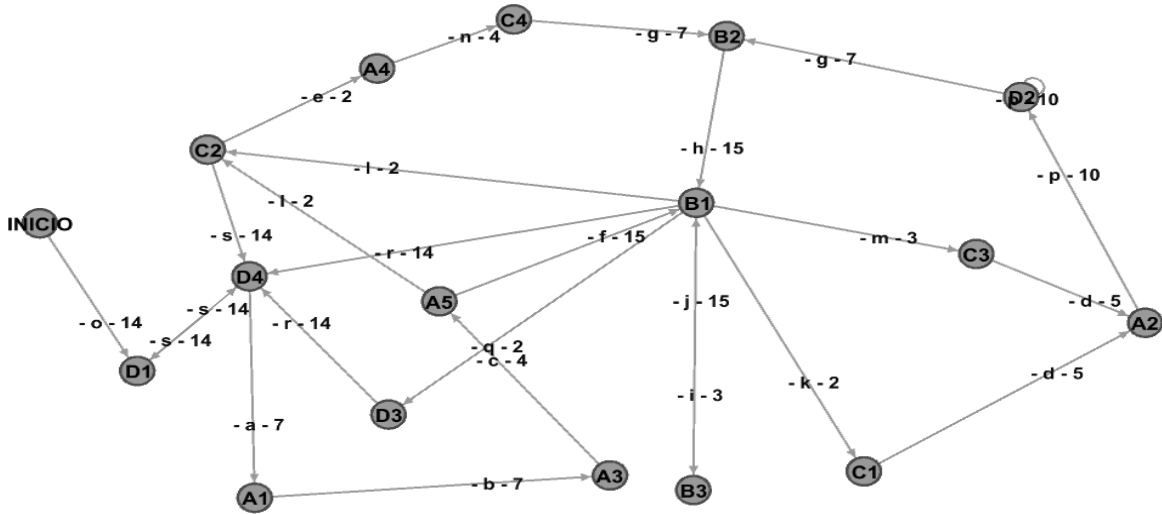 C4
- n - 4
- g - 7
B2
A4
- g - 7
- e - 2
D2
- p - 10
C2
- h - 15
- l - 2
- p - 10
- l - 2
B1
INICIO
- s - 14
- f - 15
- m - 3
- r - 14
C3
D4
A5
- j - 15
- d - 5
- s - 14
- o - 14
- r - 14
A2
- s - 14
- q - 2
- c - 4
D1
- d - 5
- k - 2
- i - 3
D3
- a - 7
C1
A3
- b - 7
B3
A1